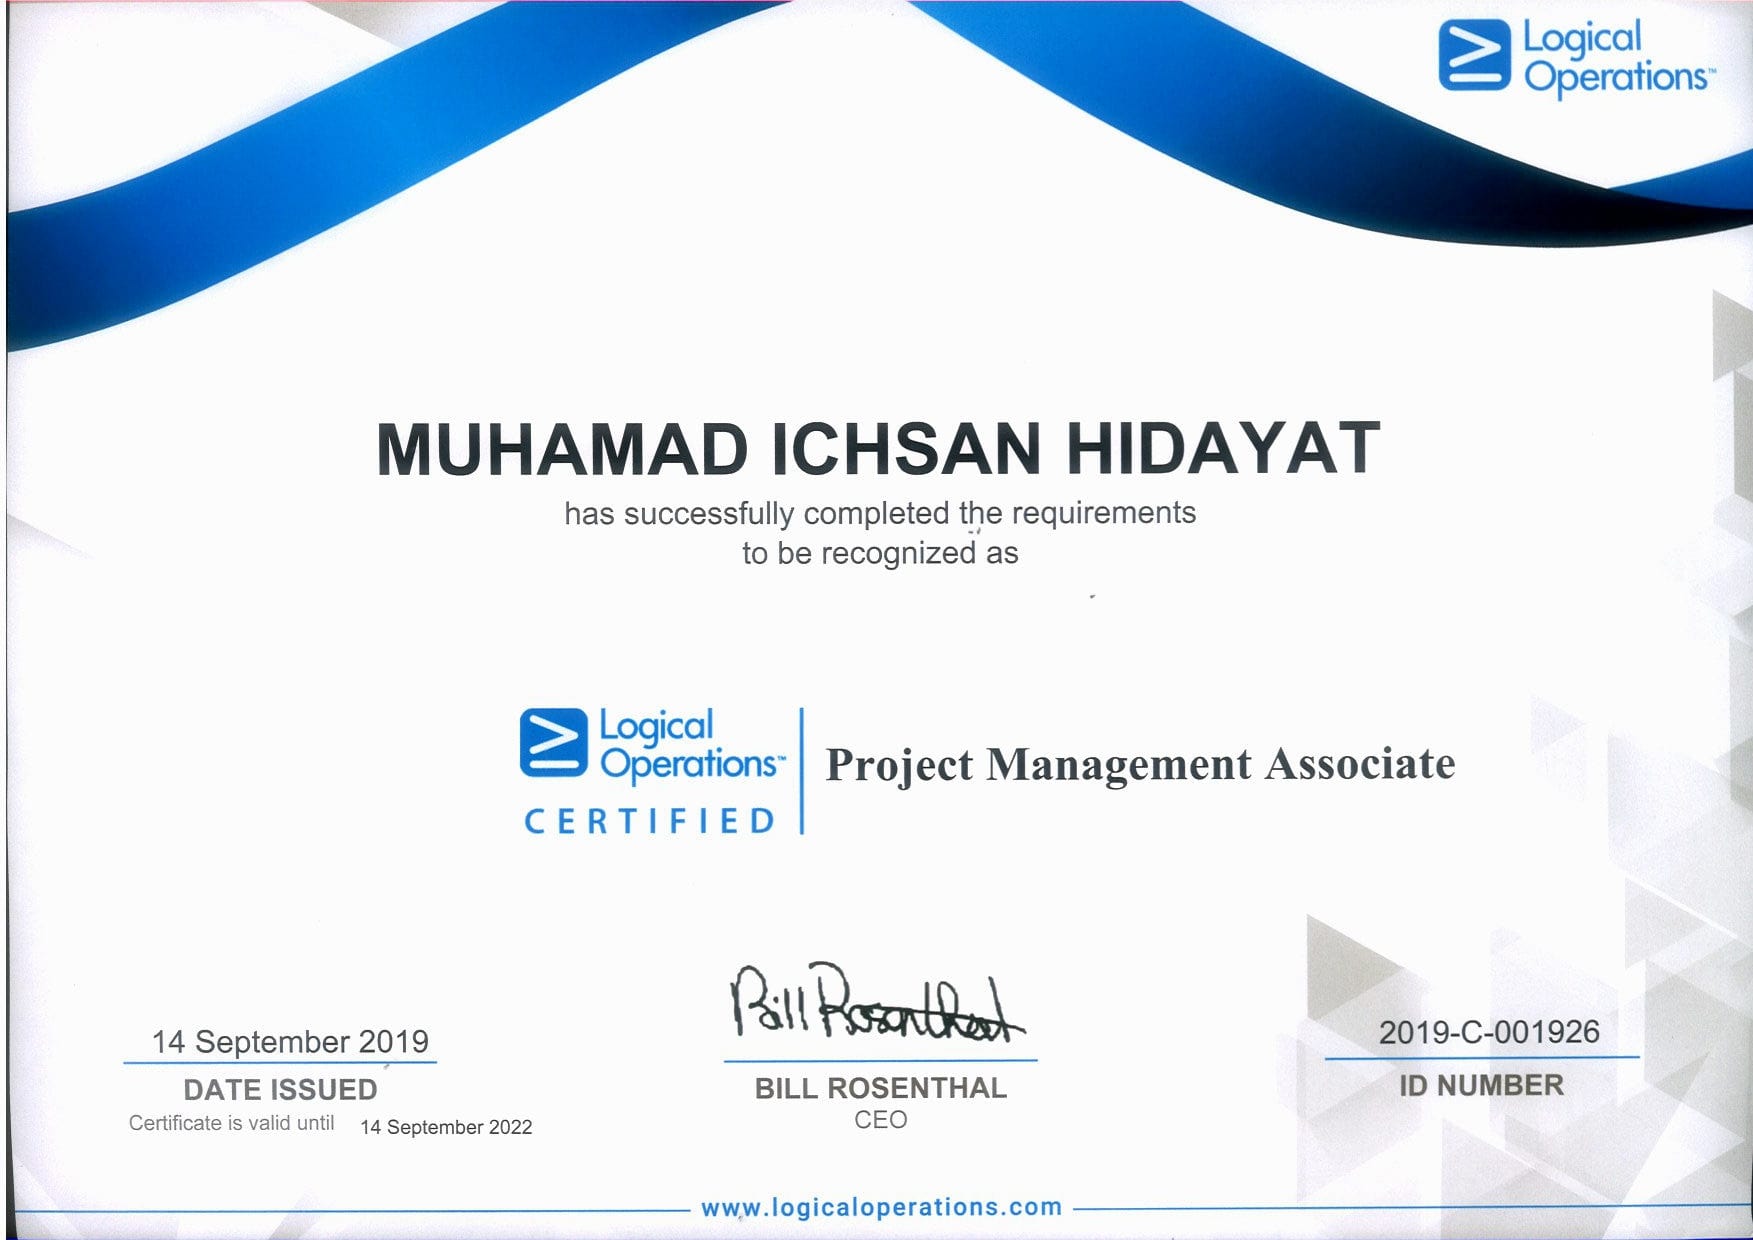 Logical
Operations™
MUHAMAD ICHSAN HIDAYAT
has successfully completed the requirements
to be recognized as
Logical
Operations™
CERTIFIED
Project Management Associate
Bill Rosenthal
14 September 2019
DATE ISSUED
Certificate is valid until 14 September 2022
BILL ROSENTHAL
CEO
2019-C-001926
ID NUMBER
www.logicaloperations.com